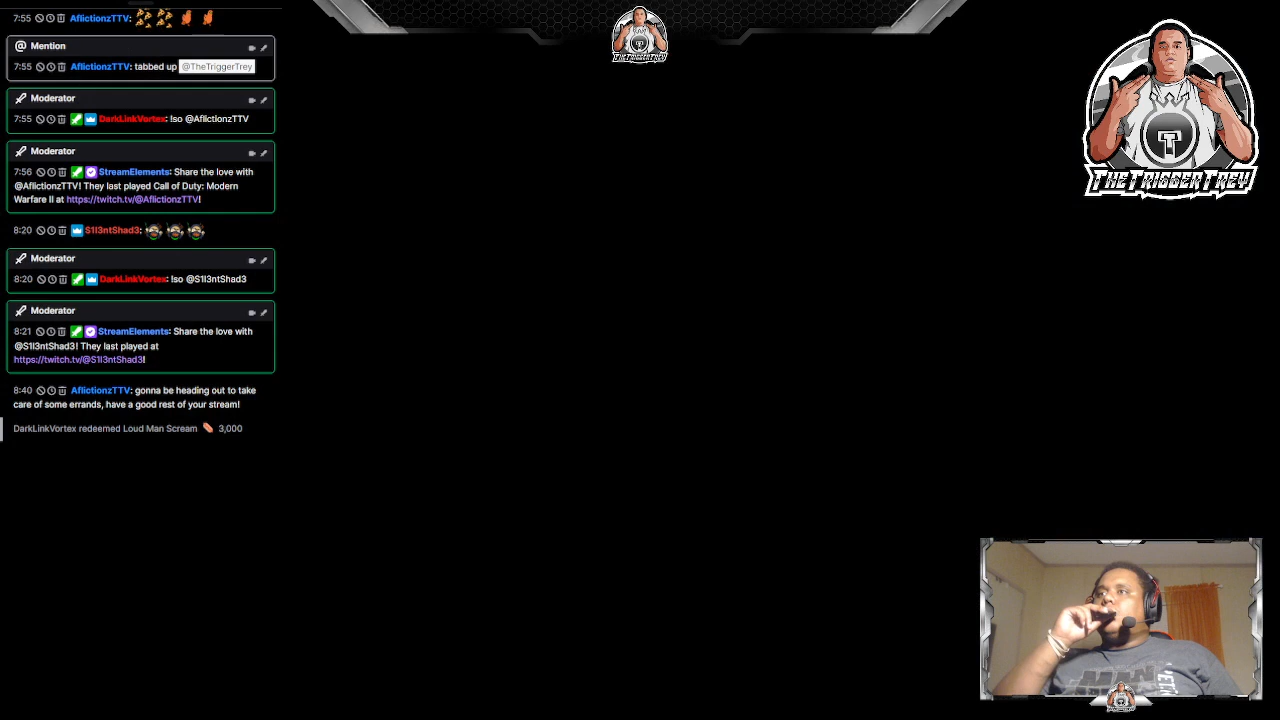 7:55 AflictionzTTV:
THETRIGGERTREY
Mention
7:55 AflictionzTTV: tabbed up @TheTriggerTrey
Moderator
7:55 DarkLinkVortex: !so @AflictionzTTV
Moderator
7:56 StreamElements: Share the love with
@AflictionzTTV! They last played Call of Duty: Modern
Warfare II at https://twitch.tv/@AflictionzTTV!
THETRIGGERTREY
8:20 S1l3ntShad3:
Moderator
8:20 DarkLinkVortex: !so @S1l3ntShad3
Moderator
8:21 StreamElements: Share the love with
@S1l3ntShad3! They last played at
https://twitch.tv/@S1l3ntShad3!
8:40 AflictionzTTV: gonna be heading out to take
care of some errands, have a good rest of your stream!
DarkLinkVortex redeemed Loud Man Scream 3,000